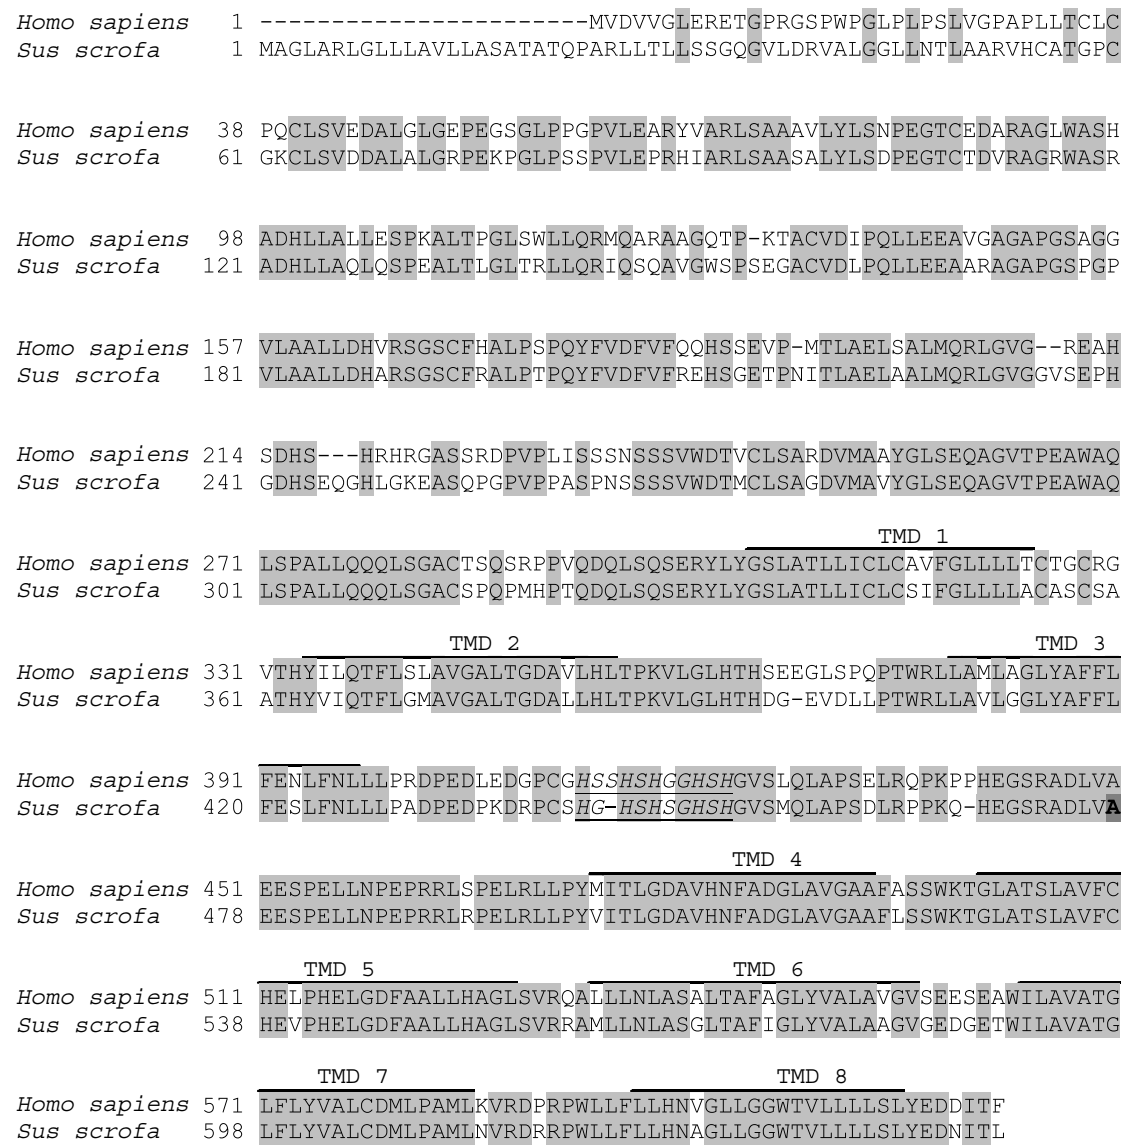 Homo sapiens 1 -----------------------MVDVVGLERETGPRGSPWPGLPLPSLVGPAPLLTCLC
Sus scrofa 1 MAGLARLGLLLAVLLASATATQPARLLTLLSSGQGVLDRVALGGLLNTLAARVHCATGPC
Homo sapiens 38 PQCLSVEDALGLGEPEGSGLPPGPVLEARYVARLSAAAVLYLSNPEGTCEDARAGLWASH
Sus scrofa 61 GKCLSVDDALALGRPEKPGLPSSPVLEPRHIARLSAASALYLSDPEGTCTDVRAGRWASR
Homo sapiens 98 ADHLLALLESPKALTPGLSWLLQRMQARAAGQTP-KTACVDIPQLLEEAVGAGAPGSAGG
Sus scrofa 121 ADHLLAQLQSPEALTLGLTRLLQRIQSQAVGWSPSEGACVDLPQLLEEAARAGAPGSPGP
Homo sapiens 157 VLAALLDHVRSGSCFHALPSPQYFVDFVFQQHSSEVP-MTLAELSALMQRLGVG--REAH
Sus scrofa 181 VLAALLDHARSGSCFRALPTPQYFVDFVFREHSGETPNITLAELAALMQRLGVGGVSEPH
Homo sapiens 214 SDHS---HRHRGASSRDPVPLISSSNSSSVWDTVCLSARDVMAAYGLSEQAGVTPEAWAQ
Sus scrofa 241 GDHSEQGHLGKEASQPGPVPPASPNSSSSVWDTMCLSAGDVMAVYGLSEQAGVTPEAWAQ
TMD 1
Homo sapiens 271 LSPALLQQQLSGACTSQSRPPVQDQLSQSERYLYGSLATLLICLCAVFGLLLLTCTGCRG
Sus scrofa 301 LSPALLQQQLSGACSPQPMHPTQDQLSQSERYLYGSLATLLICLCSIFGLLLLACASCSA
TMD 2 TMD 3
Homo sapiens 331 VTHYILQTFLSLAVGALTGDAVLHLTPKVLGLHTHSEEGLSPQPTWRLLAMLAGLYAFFL
Sus scrofa 361 ATHYVIQTFLGMAVGALTGDALLHLTPKVLGLHTHDG-EVDLLPTWRLLAVLGGLYAFFL
Homo sapiens 391 FENLFNLLLPRDPEDLEDGPCGHSSHSHGGHSHGVSLQLAPSELRQPKPPHEGSRADLVA
Sus scrofa 420 FESLFNLLLPADPEDPKDRPCSHG-HSHSGHSHGVSMQLAPSDLRPPKQ-HEGSRADLVA
TMD 4
Homo sapiens 451 EESPELLNPEPRRLSPELRLLPYMITLGDAVHNFADGLAVGAAFASSWKTGLATSLAVFC
Sus scrofa 478 EESPELLNPEPRRLRPELRLLPYVITLGDAVHNFADGLAVGAAFLSSWKTGLATSLAVFC
TMD 5 TMD 6
Homo sapiens 511 HELPHELGDFAALLHAGLSVRQALLLNLASALTAFAGLYVALAVGVSEESEAWILAVATG
Sus scrofa 538 HEVPHELGDFAALLHAGLSVRRAMLLNLASGLTAFIGLYVALAAGVGEDGETWILAVATG
TMD 7 TMD 8
Homo sapiens 571 LFLYVALCDMLPAMLKVRDPRPWLLFLLHNVGLLGGWTVLLLLSLYEDDITF
Sus scrofa 598 LFLYVALCDMLPAMLNVRDRRPWLLFLLHNAGLLGGWTVLLLLSLYEDNITL